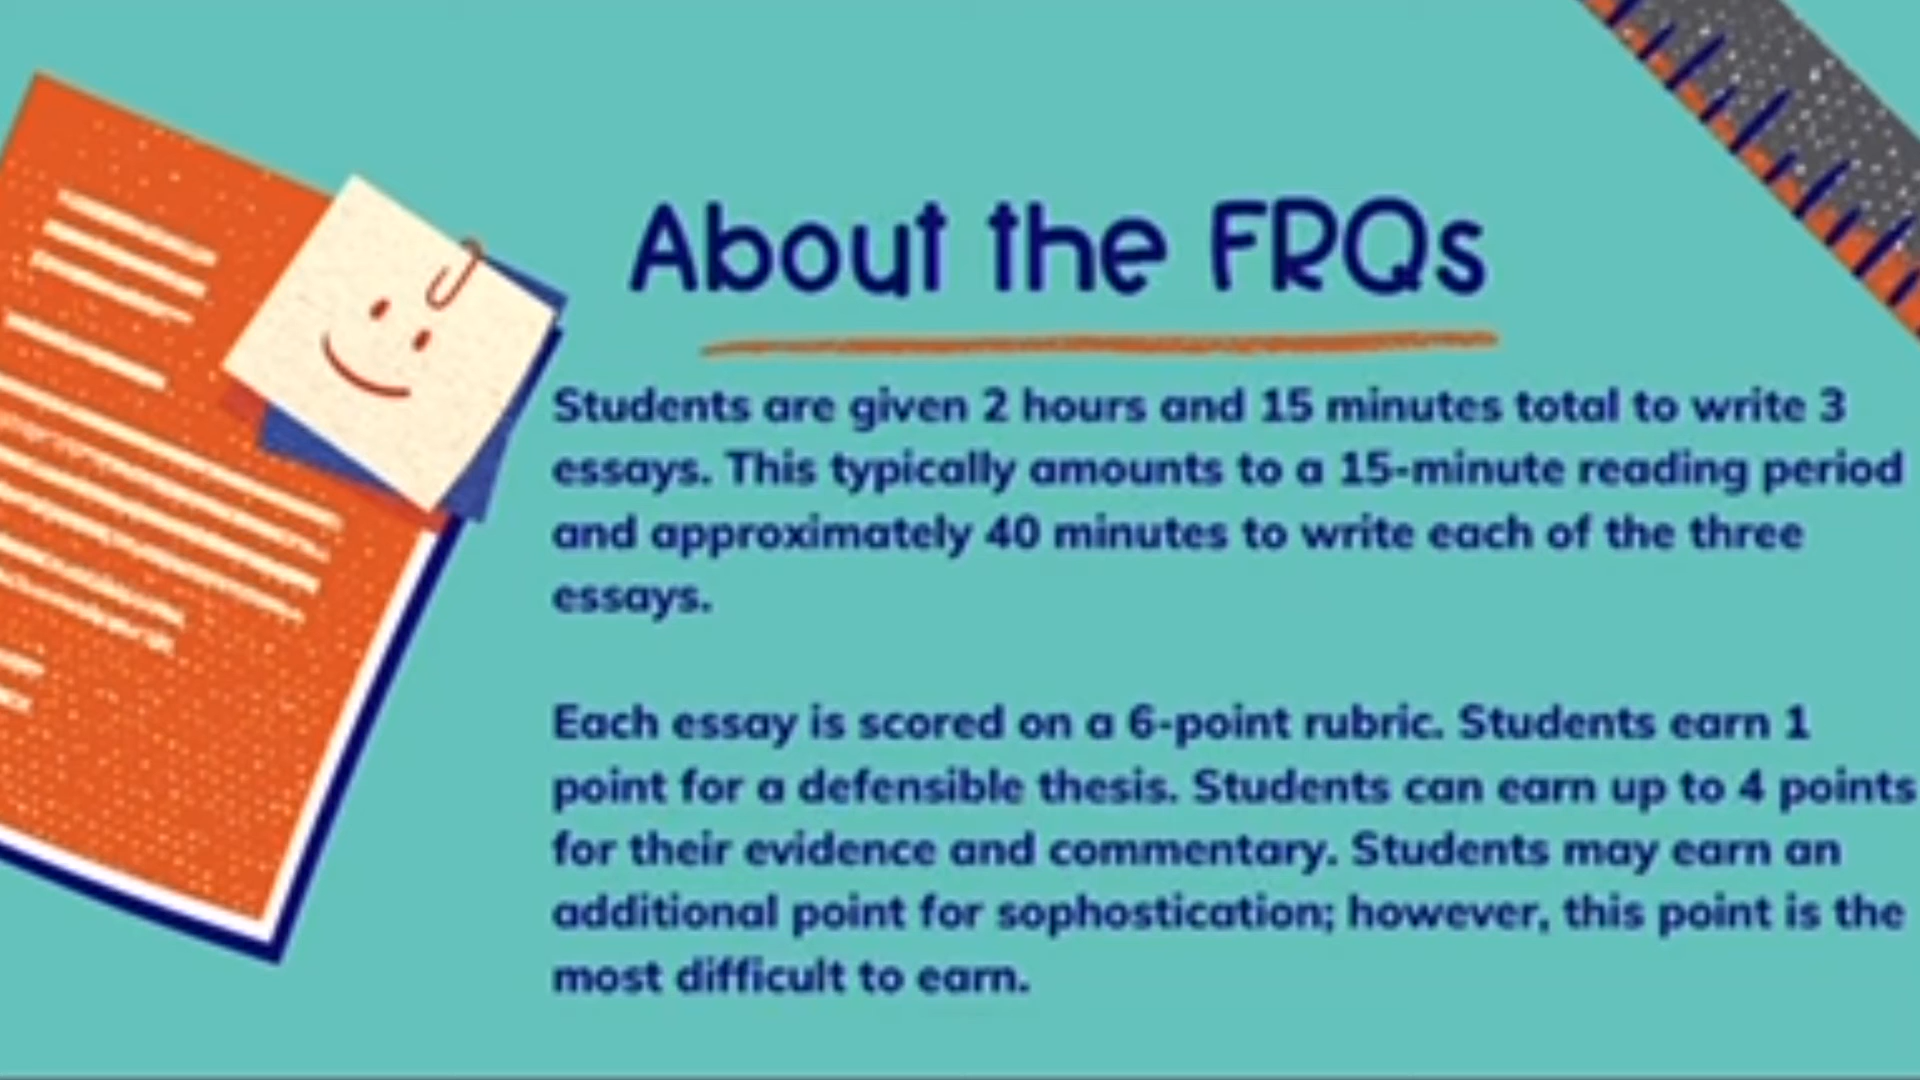 About the FRQs
Students are given 2 hours and 15 minutes total to write 3
essays. This typically amounts to a 15-minute reading period
and approximately 40 minutes to write each of the three
essays.
Each essay is scored on a 6-point rubric. Students earn 1
point for a defensible thesis. Students can earn up to 4 points
for their evidence and commentary. Students may earn an
additional point for sophostication; however, this point is the
most difficult to earn.